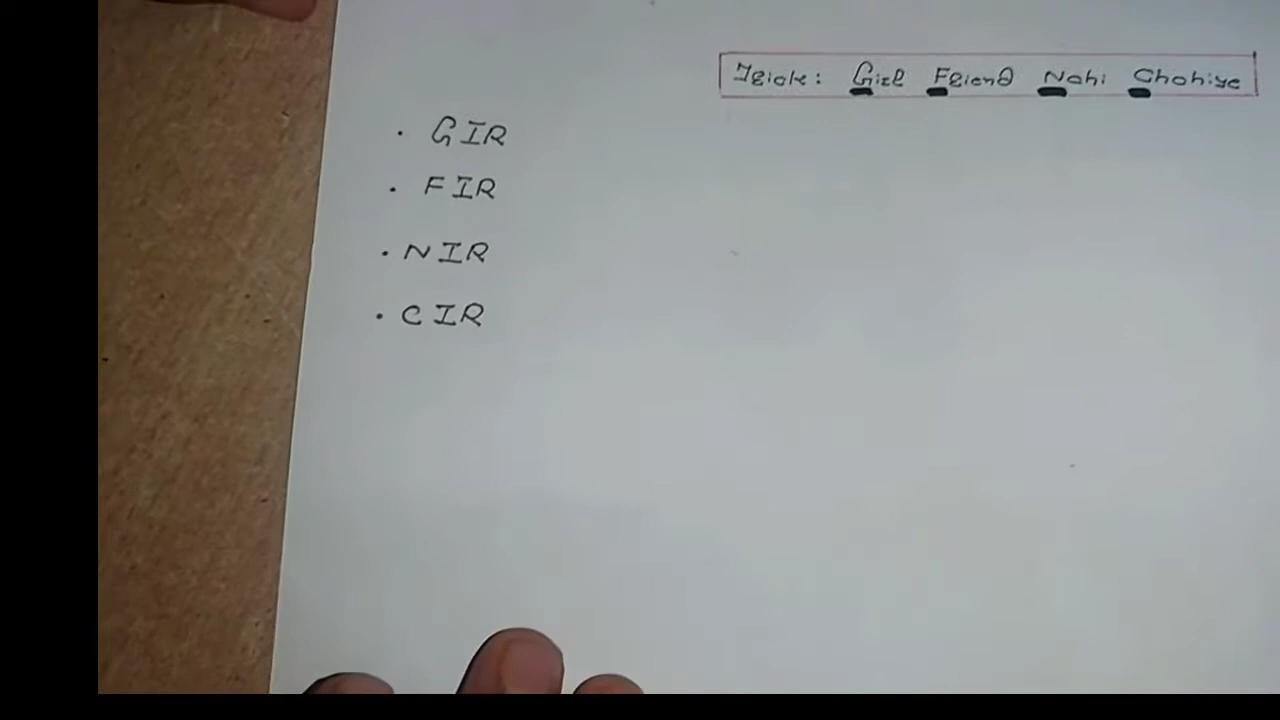 Trick: Girl Friend Nahi Chahiye
. GIR
. FIR
. NIR
. CIR